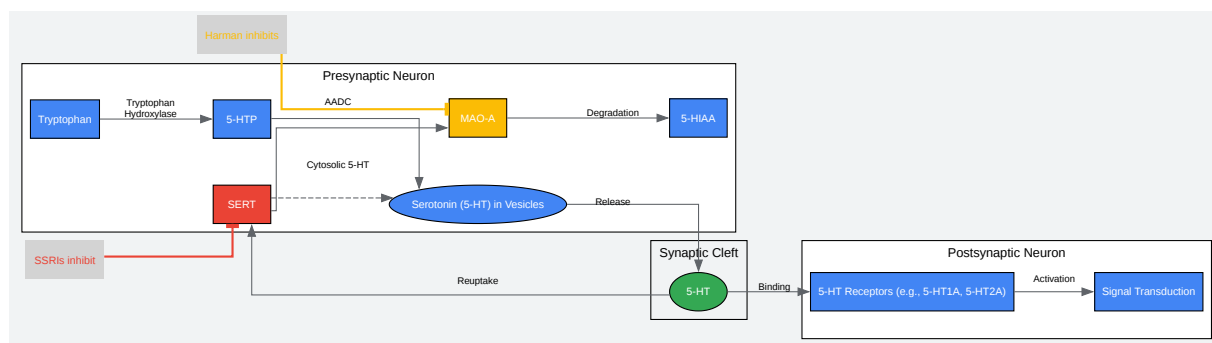 Harman inhibits
Presynaptic Neuron
Tryptophan
Tryptophan
Hydroxylase
5-HTP
AADC
MAO-A
Degradation
5-HIAA
Cytosolic 5-HT
SERT
Serotonin (5-HT) in Vesicles
Release
SSRIs inhibit
Synaptic Cleft
Postsynaptic Neuron
Reuptake
5-HT
Binding
5-HT Receptors (e.g., 5-HT1A, 5-HT2A)
Activation
Signal Transduction